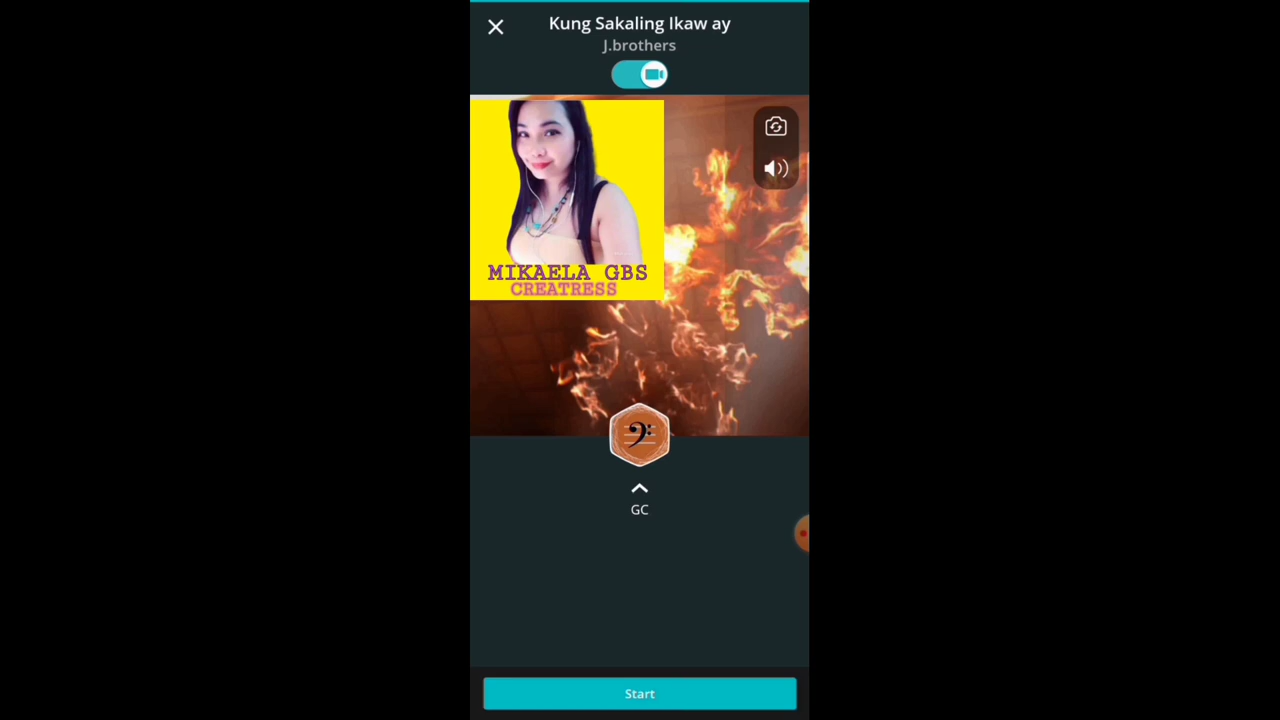 Kung Sakaling Ikaw ay
J.brothers
MIKAELA GBS
CREATRESS
GC
Start